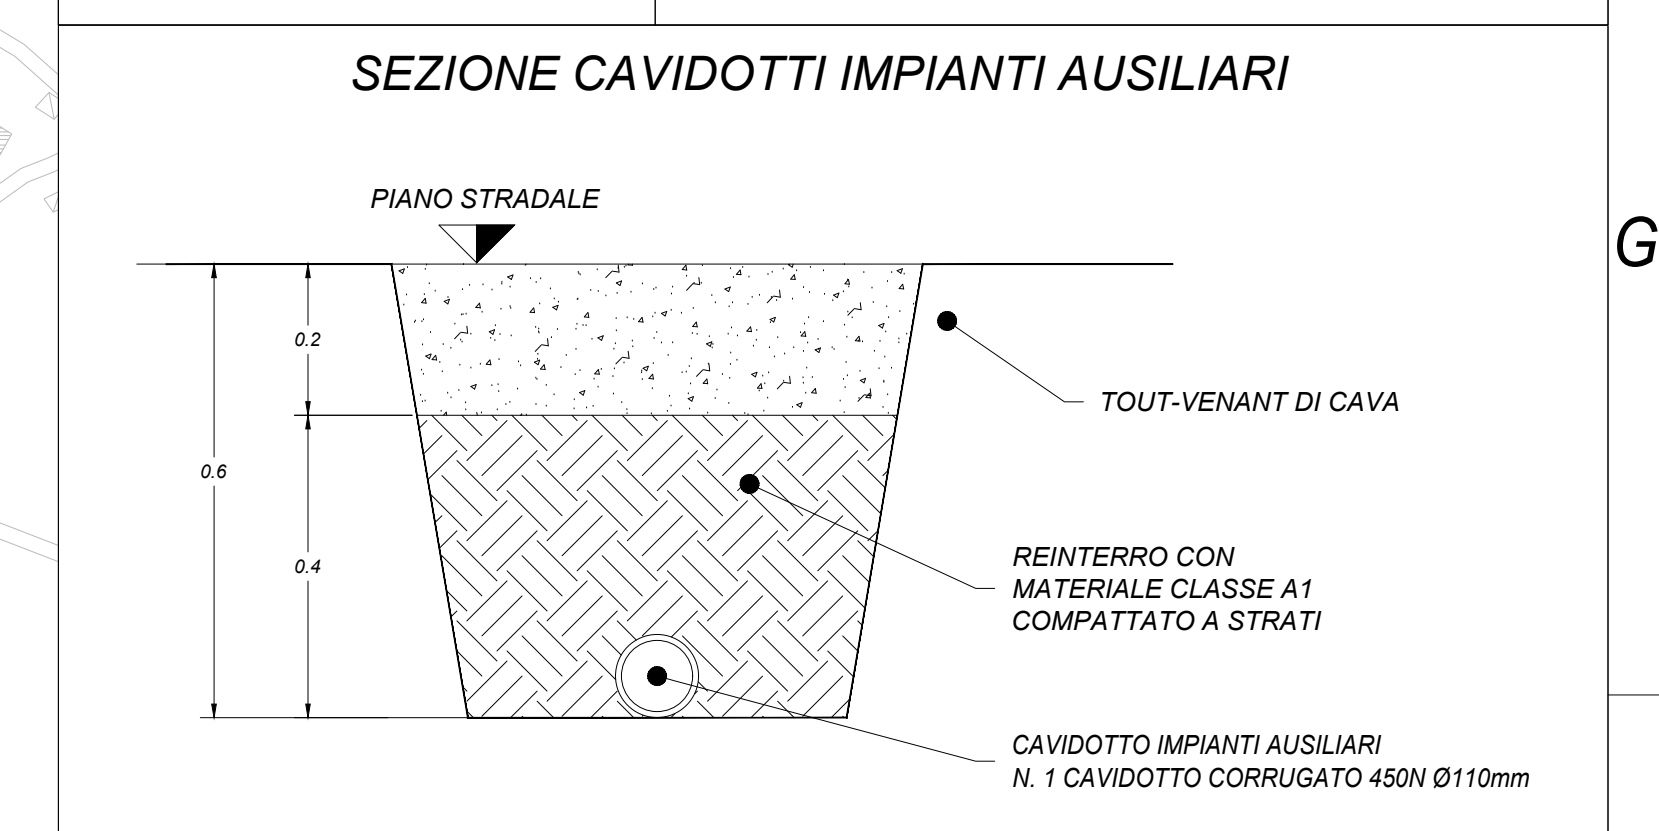 SEZIONE CAVIDOTTI IMPIANTI AUSILIARI
PIANO STRADALE
G
0.2
TOUT-VENANT DI CAVA
0.6
0.4
REINTERRO CON
MATERIALE CLASSE A1
COMPATTATO A STRATI
CAVIDOTTO IMPIANTI AUSILIARI
N. 1 CAVIDOTTO CORRUGATO 450N Ø110mm